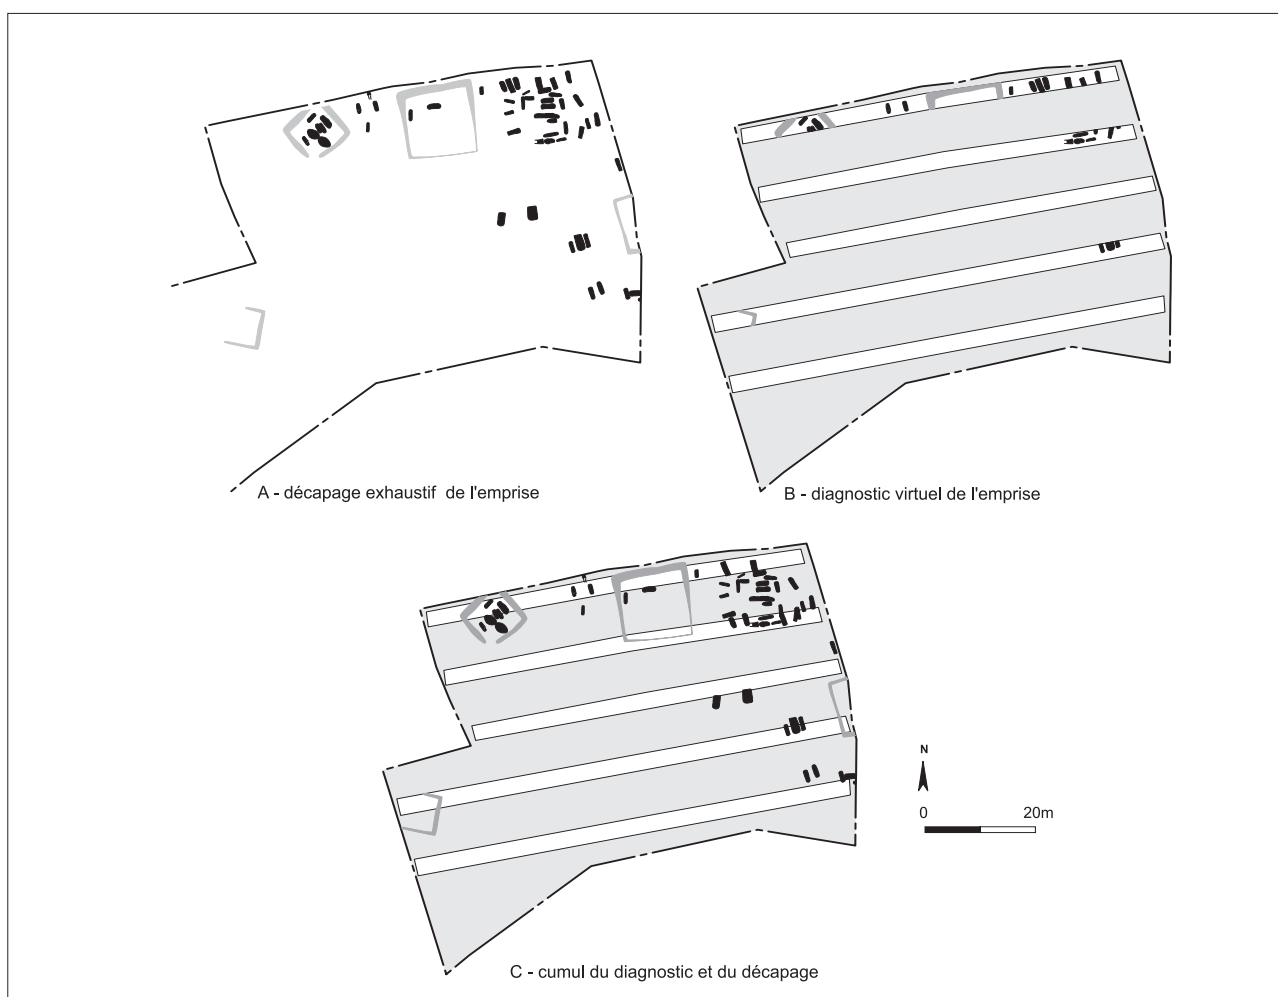 A - décapage exhaustif de l'emprise
B - diagnostic virtuel de l'emprise
N
0 20m
C - cumul du diagnostic et du décapage